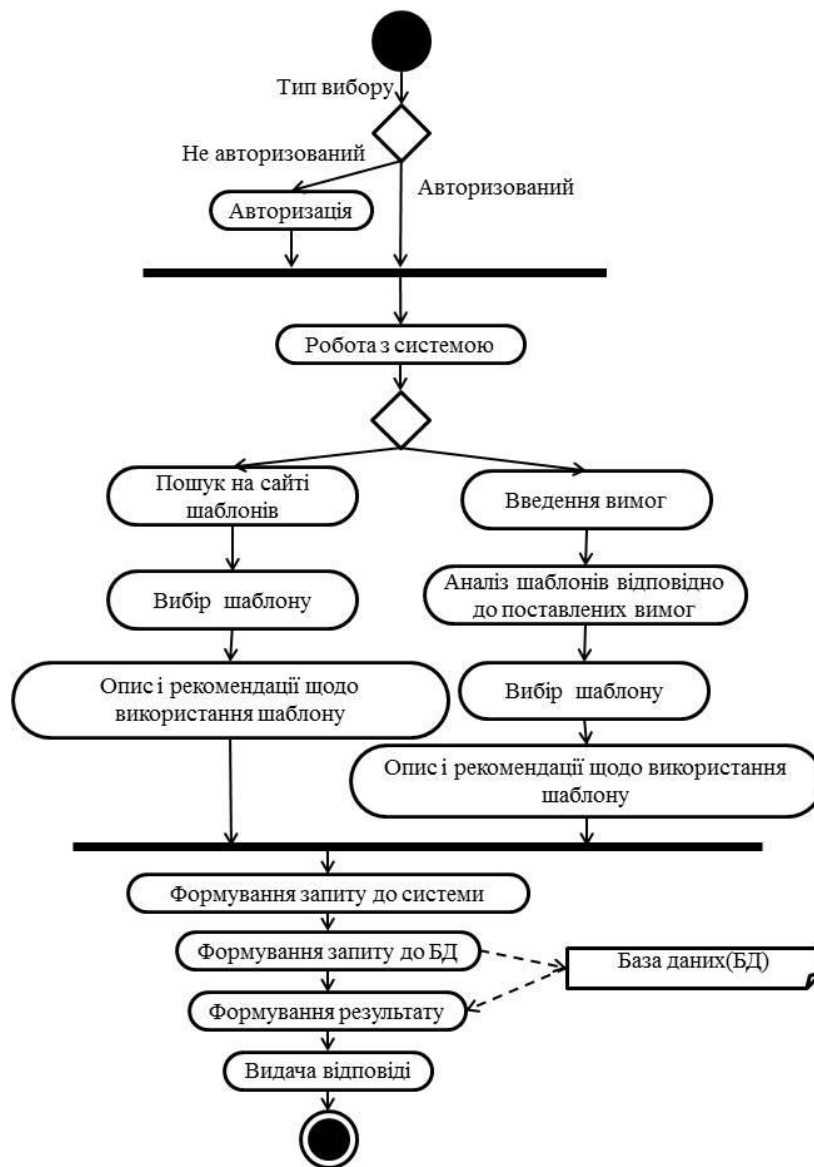 Тип вибору
Не авторизований
Авторизований
Авторизація
Робота з системою
Пошук на сайті
шаблонів
Введення вимог
Вибір шаблону
Аналіз шаблонів відповідно
до поставлених вимог
Опис і рекомендації щодо
використання шаблону
Вибір шаблону
Опис і рекомендації щодо використання
шаблону
Формування запиту до системи
Формування запиту до БД
База даних(БД)
Формування результату
Видача відповіді